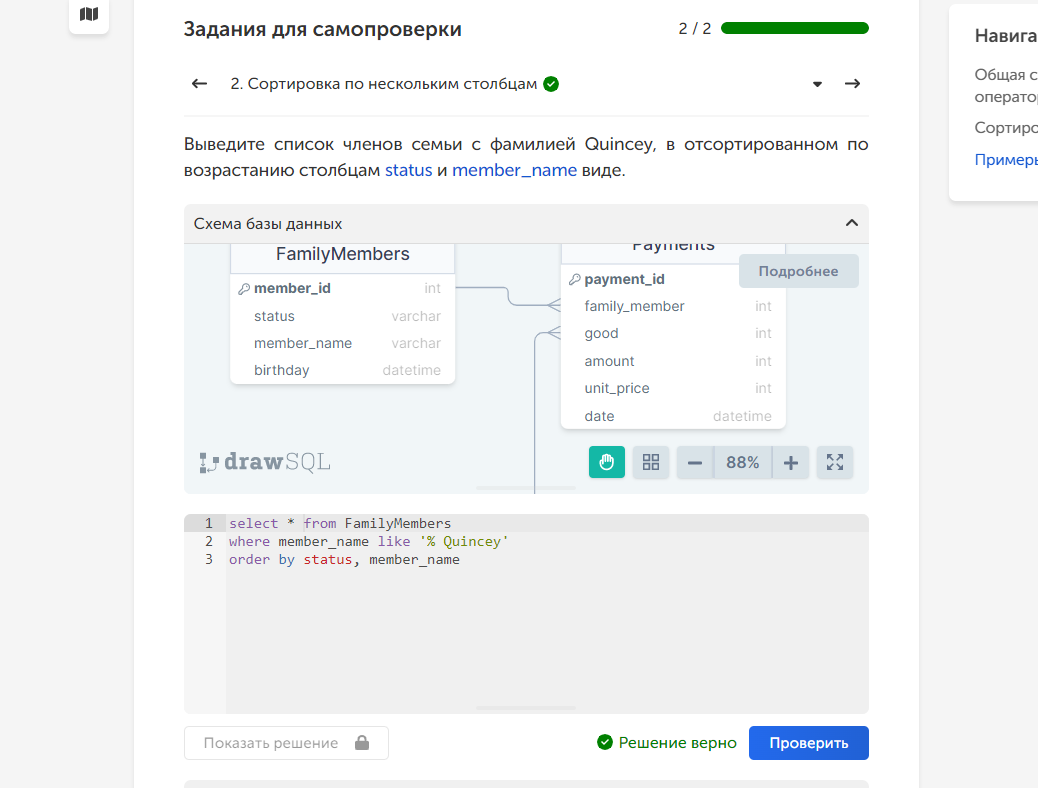 Задания для самопроверки
2 / 2
2. Сортировка по нескольким столбцам
Выведите список членов семьи с фамилией Quincey, в отсортированном по
возрастанию столбцам status и member_name виде.
Схема базы данных
FamilyMembers
member_id int
status varchar
member_name varchar
birthday datetime
Payments
Подробнее
payment_id
family_member int
good int
amount int
unit_price int
date datetime
drawSQL
88%
1 select * from FamilyMembers
2 where member_name like '% Quincey'
3 order by status, member_name
Показать решение
Решение верно
Проверить
Навига
Общая с
операто
Сортиро
Примеры